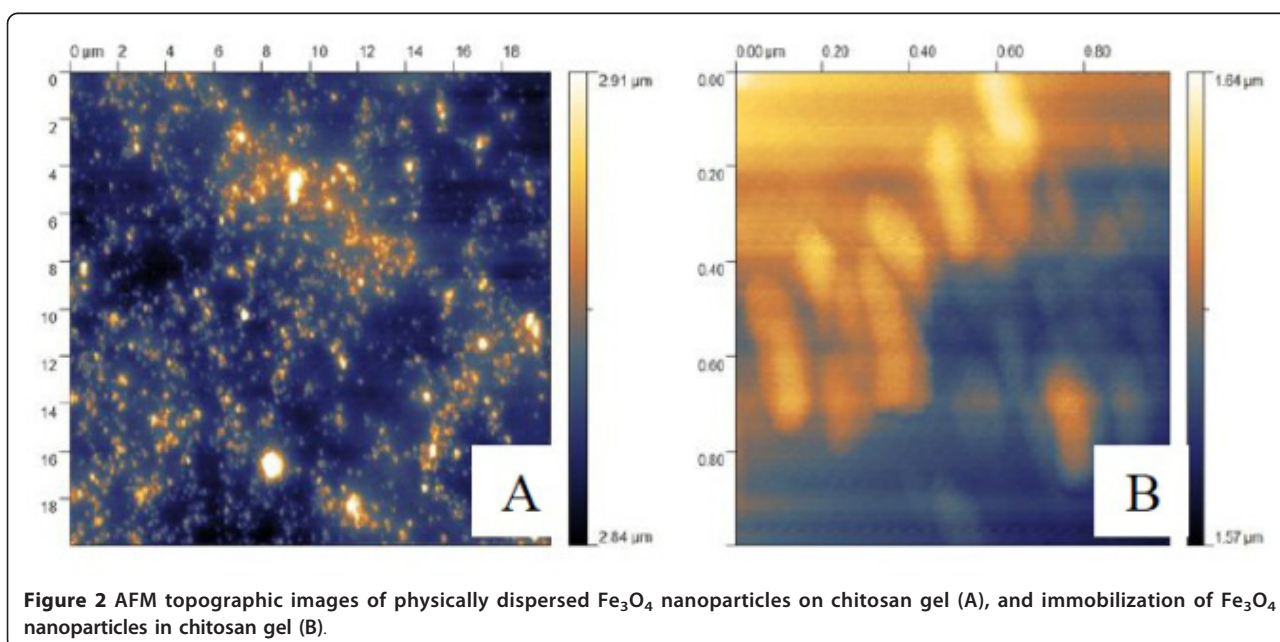 0 µm 2 4 6 8 10 12 14 16 18
0
2
4
6
8
10
12
14
16
18
2.91 µm
2.84 µm
A
0.00 µm 0.20 0.40 0.60 0.80
0.00
0.20
0.40
0.60
0.80
1.64 µm
1.57 µm
B
Figure 2 AFM topographic images of physically dispersed Fe₃O₄ nanoparticles on chitosan gel (A), and immobilization of Fe₃O₄
nanoparticles in chitosan gel (B).